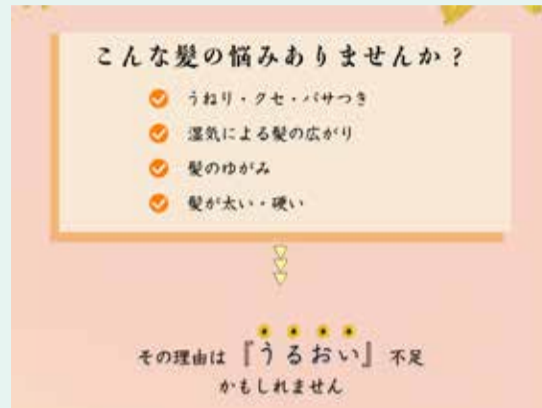 こんな髪の悩みありませんか？
うねり・クセ・パサつき
湿気による髪の広がり
髪のゆがみ
髪が太い・硬い
その理由は『うるおい』不足
かもしれません